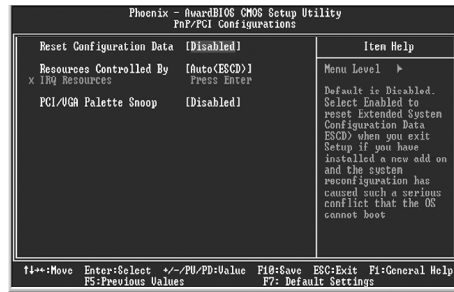 Phoenix - AwardBIOS CMOS Setup Utility
PnP/PCI Configurations
Reset Configuration Data [Disabled]
Resources Controlled By [Auto(ESCD)]
x IRQ Resources Press Enter
PCI/VGA Palette Snoop [Disabled]
Item Help
Menu Level ►
Default is Disabled.
Select Enabled to
reset Extended System
Configuration Data
ESCD) when you exit
Setup if you have
installed a new add on
and the system
reconfiguration has
caused such a serious
conflict that the OS
cannot boot
↑↓→←:Move Enter:Select +/-/PU/PD:Value F10:Save ESC:Exit F1:General Help
F5:Previous Values F7: Default Settings